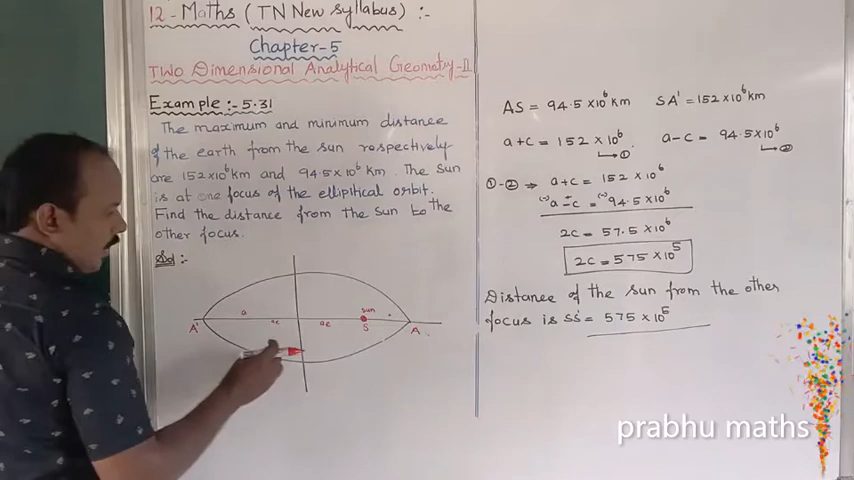 12 - Maths ( TN New syllabus) :-
Chapter-5
TWO Dimensional Analytical Geometry-II
Example :- 5.31
The maximum and minimum distance
of the earth from the sun respectively
are 152×10⁶ km and 94.5×10⁶ km. The sun
is at one focus of the elliptical orbit.
Find the distance from the sun to the
other focus.
Sol :-
a
ae
sun
A'
S
A
AS = 94.5×10⁶ km SA' = 152×10⁶ km
a+c = 152×10⁶ a-c = 94.5×10⁶
→① →②
①-② ⇒ a+c = 152×10⁶
(-)a-c = (-)94.5×10⁶
2c = 57.5×10⁶
2c = 575×10⁵
Distance of the sun from the other
focus is SS' = 575×10⁵
prabhu maths